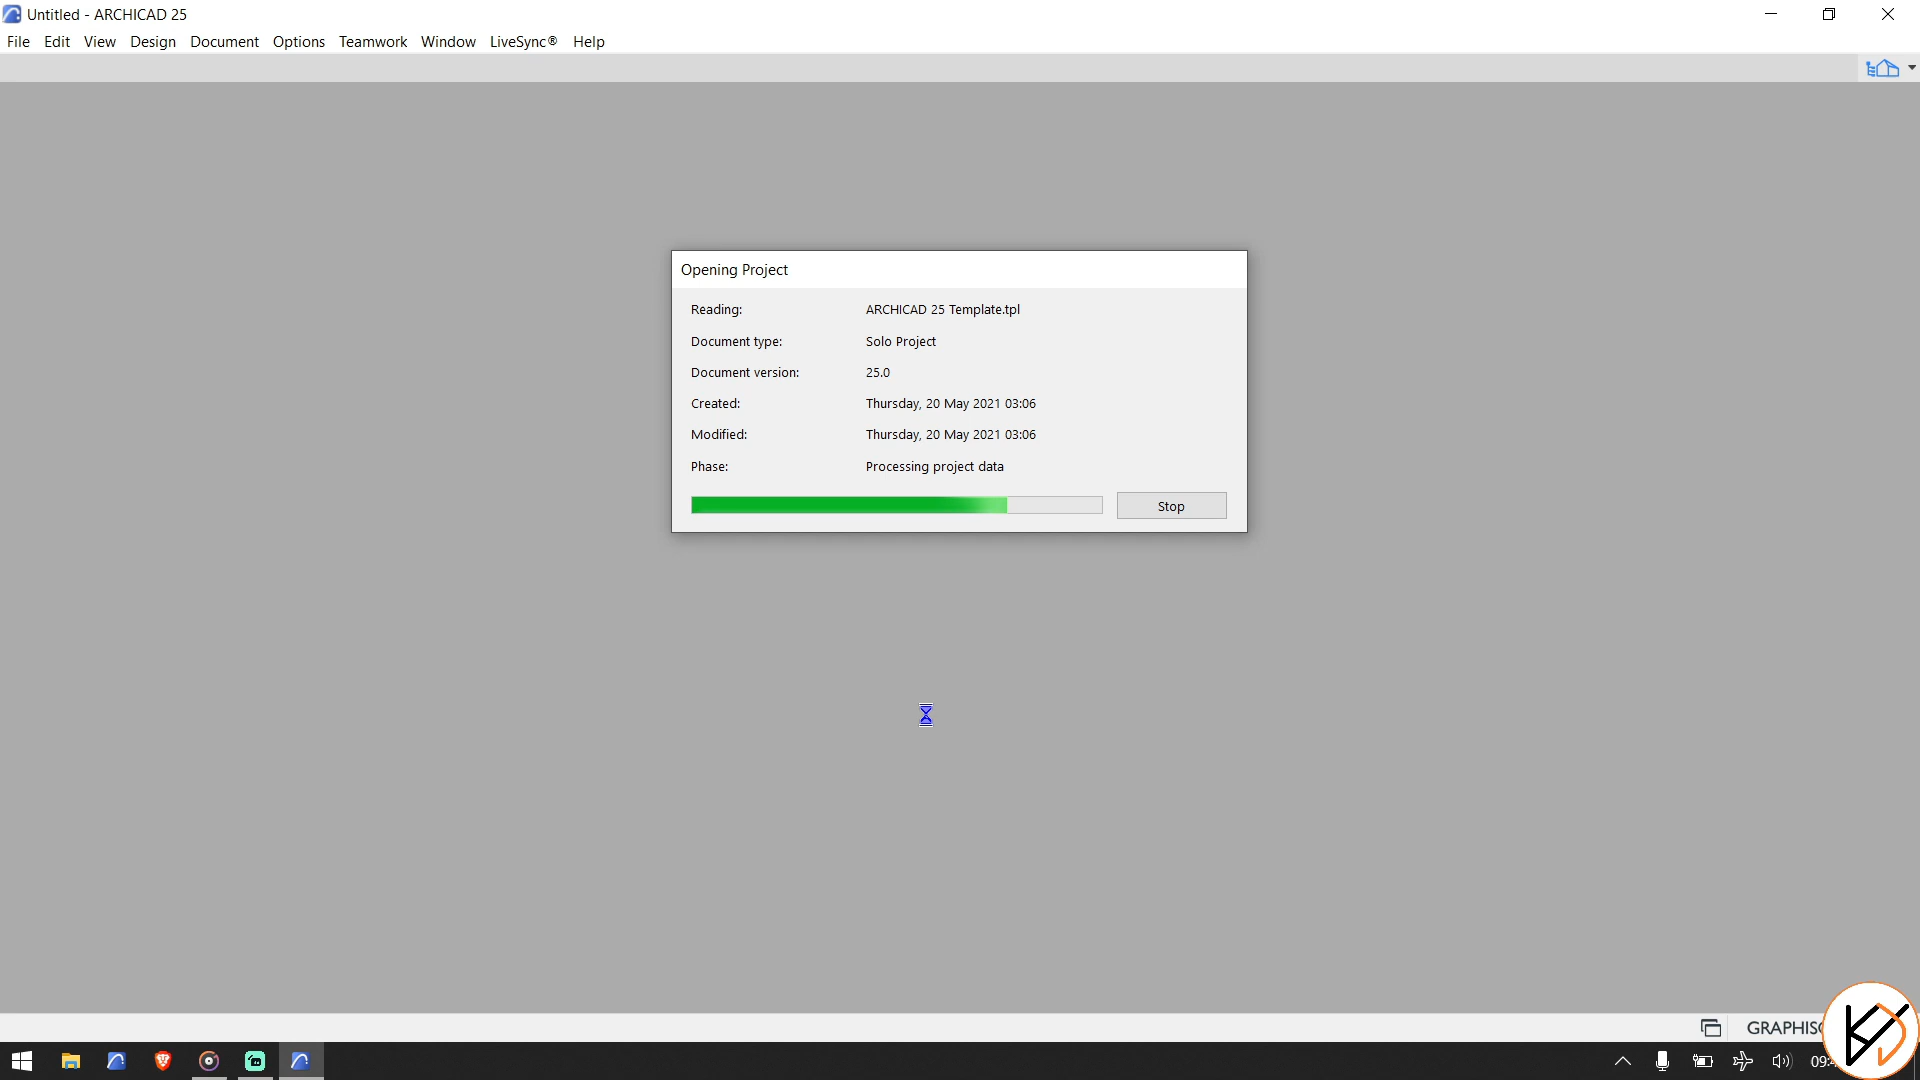 Untitled - ARCHICAD 25
File Edit View Design Document Options Teamwork Window LiveSync® Help
Opening Project
Reading: ARCHICAD 25 Template.tpl
Document type: Solo Project
Document version: 25.0
Created: Thursday, 20 May 2021 03:06
Modified: Thursday, 20 May 2021 03:06
Phase: Processing project data
Stop